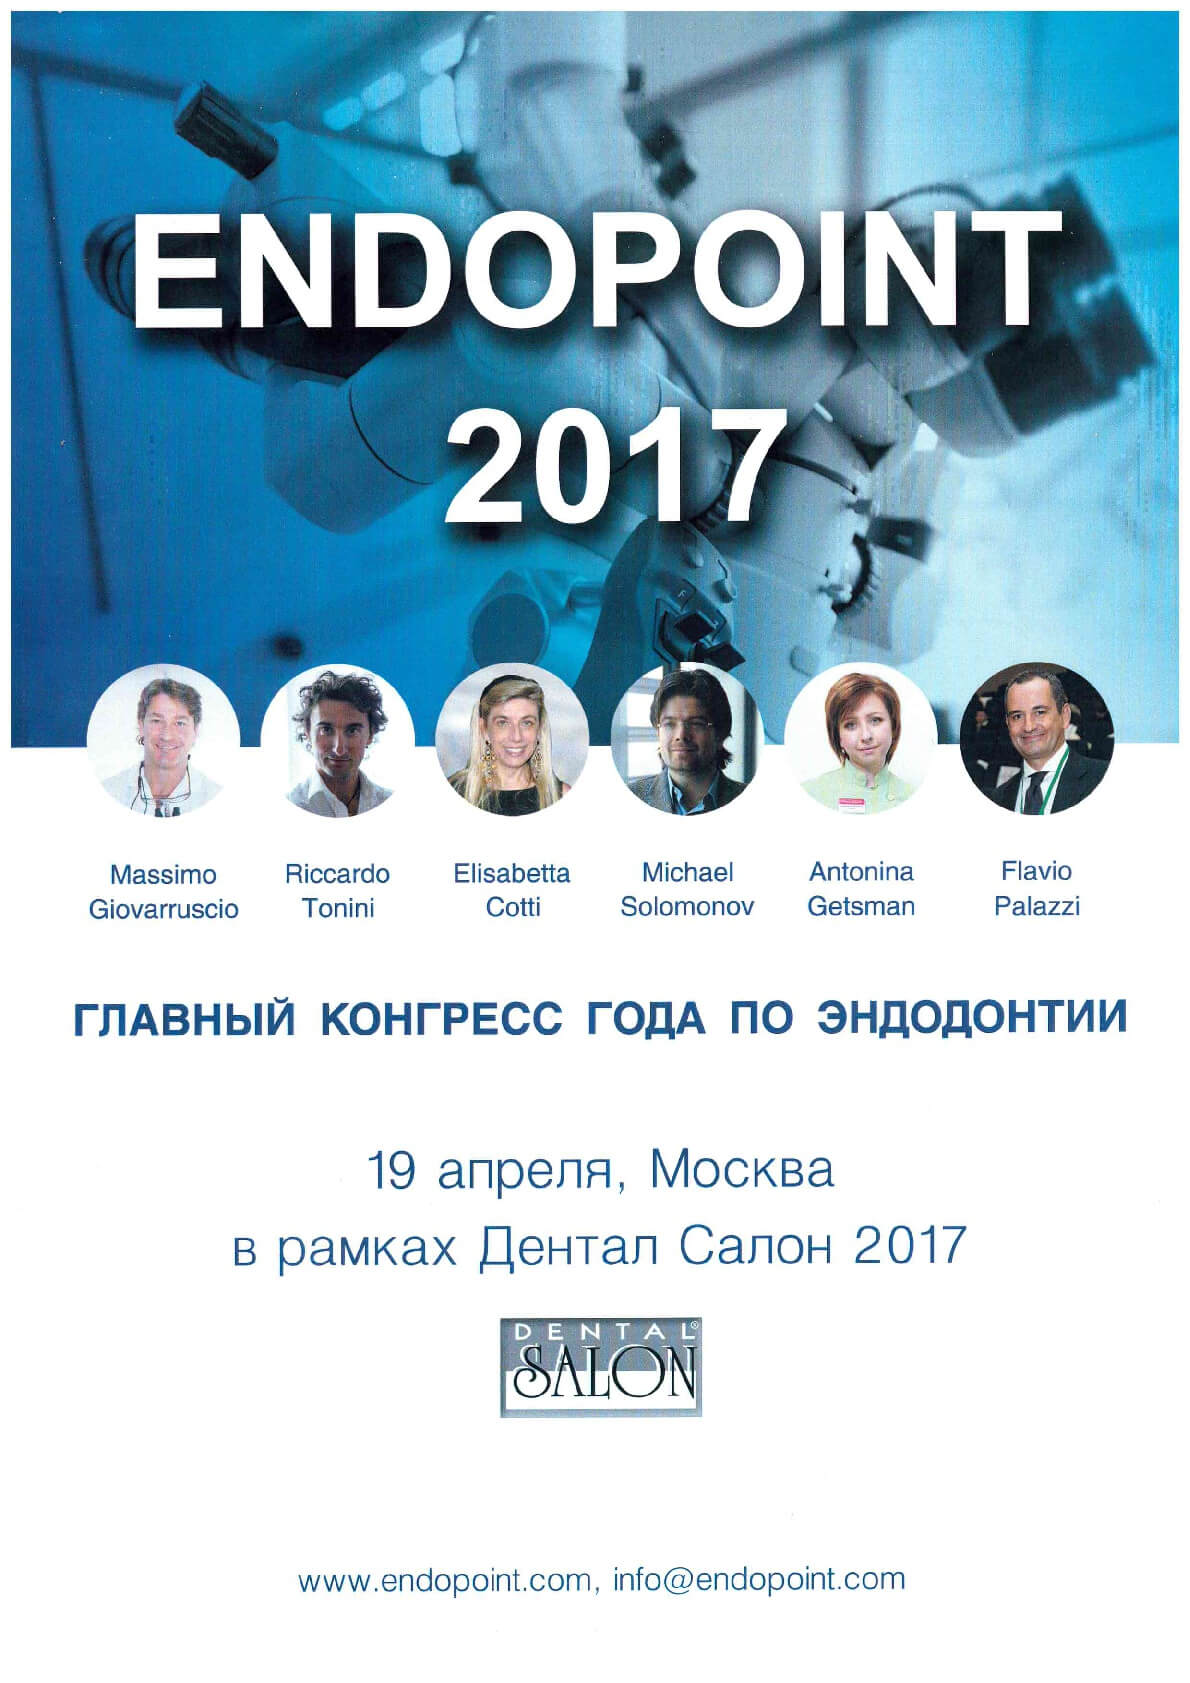 ENDOPOINT
2017
Massimo
Giovarruscio
Riccardo
Tonini
Elisabetta
Cotti
Michael
Solomonov
Antonina
Getsman
Flavio
Palazzi
ГЛАВНЫЙ КОНГРЕСС ГОДА ПО ЭНДОДОНТИИ
19 апреля, Москва
в рамках Дентал Салон 2017
DENTAL®
SALON
www.endopoint.com, info@endopoint.com